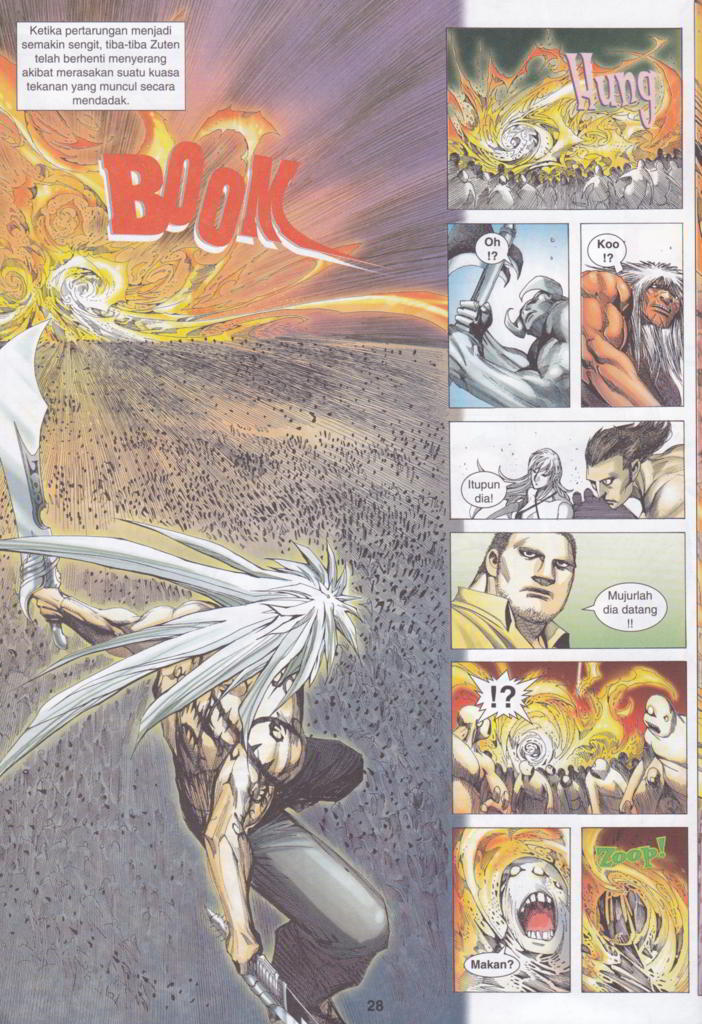 Ketika pertarungan menjadi
semakin sengit, tiba-tiba Zuten
telah berhenti menyerang
akibat merasakan suatu kuasa
tekanan yang muncul secara
mendadak.
BOOM
Hung
Oh
!?
Koo
!?
Itupun
dia!
Mujurlah
dia datang
!!
!?
Makan?
Zoop!
28